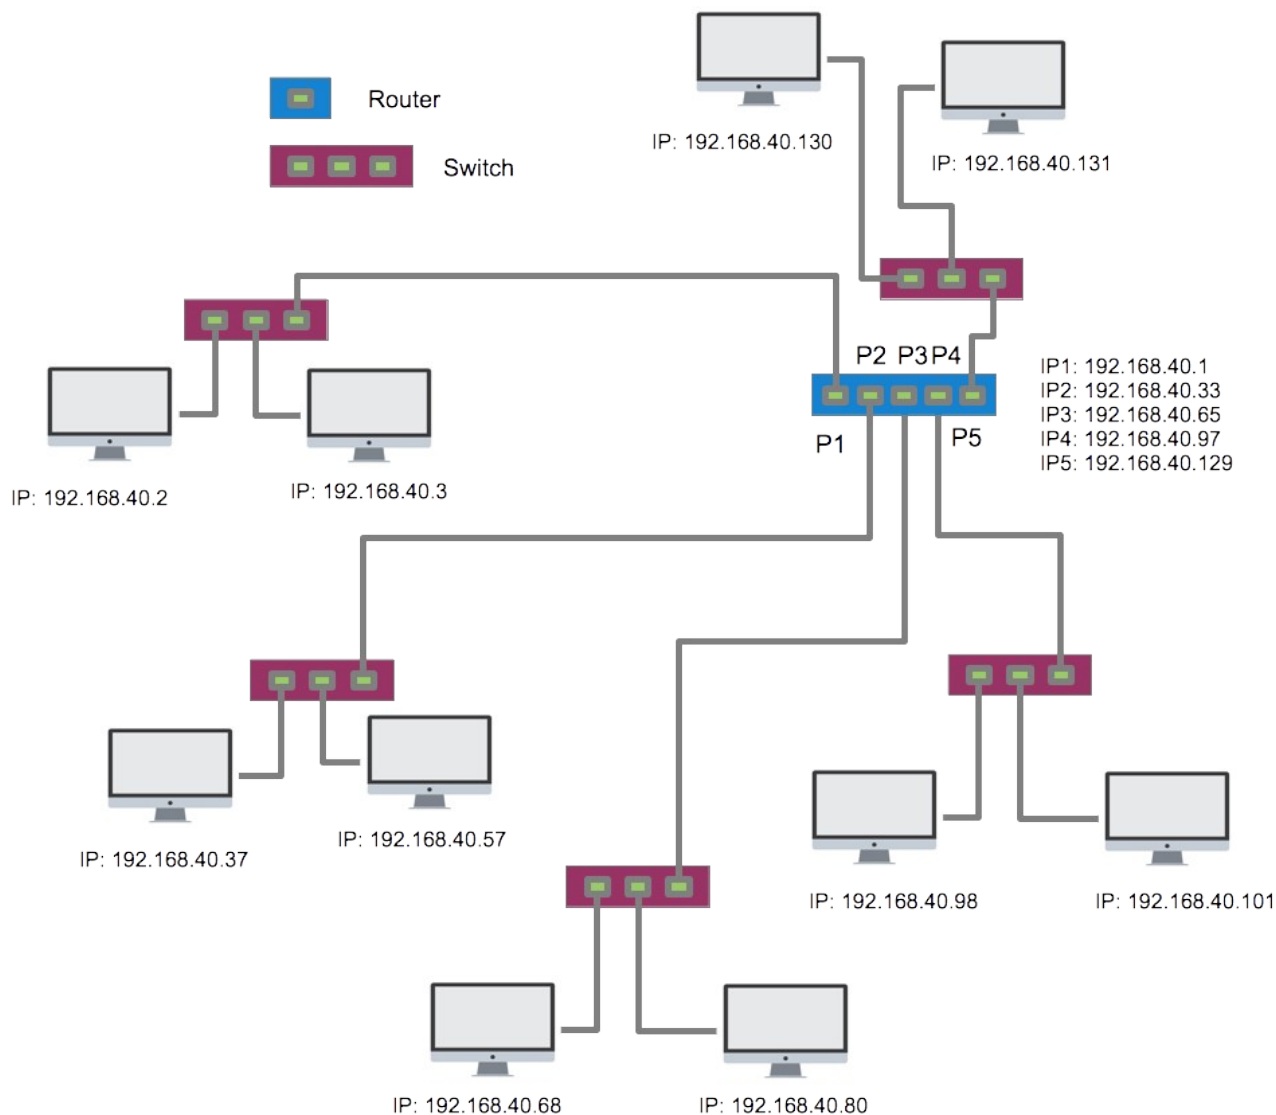 Router
Switch
IP: 192.168.40.130
IP: 192.168.40.131
P2 P3 P4
IP1: 192.168.40.1
IP2: 192.168.40.33
IP3: 192.168.40.65
IP4: 192.168.40.97
IP5: 192.168.40.129
P1
P5
IP: 192.168.40.2
IP: 192.168.40.3
IP: 192.168.40.37
IP: 192.168.40.57
IP: 192.168.40.98
IP: 192.168.40.101
IP: 192.168.40.68
IP: 192.168.40.80